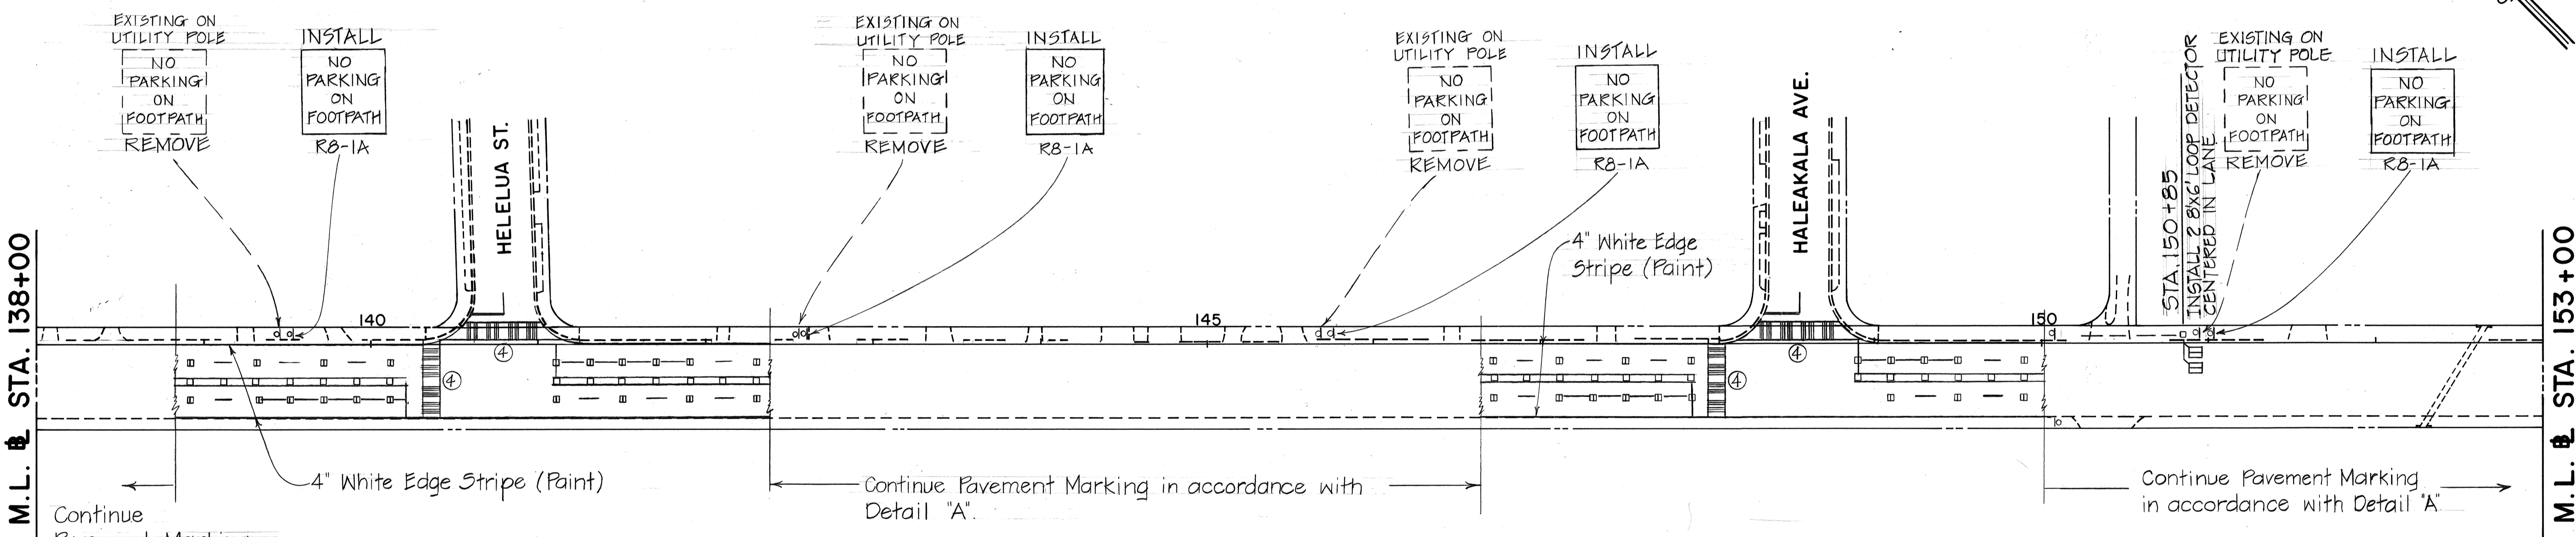 EXISTING ON
UTILITY POLE
NO
PARKING
ON
FOOTPATH
REMOVE
INSTALL
NO
PARKING
ON
FOOTPATH
R8-1A
HELELUA ST.
EXISTING ON
UTILITY POLE
NO
PARKING
ON
FOOTPATH
REMOVE
INSTALL
NO
PARKING
ON
FOOTPATH
R8-1A
EXISTING ON
UTILITY POLE
NO
PARKING
ON
FOOTPATH
REMOVE
INSTALL
NO
PARKING
ON
FOOTPATH
R8-1A
4" White Edge
Stripe (Paint)
HALEAKALA AVE.
STA. 150+85
INSTALL 2 8'x6' LOOP DETECTOR
CENTERED IN LANE
EXISTING ON
UTILITY POLE
NO
PARKING
ON
FOOTPATH
REMOVE
INSTALL
NO
PARKING
ON
FOOTPATH
R8-1A
M.L. B STA. 138+00
140
145
150
4
4
4
4
M.L. B STA. 153+00
4" White Edge Stripe (Paint)
Continue Pavement Marking in accordance with
Detail "A".
Continue Pavement Marking
in accordance with Detail "A"
Continue